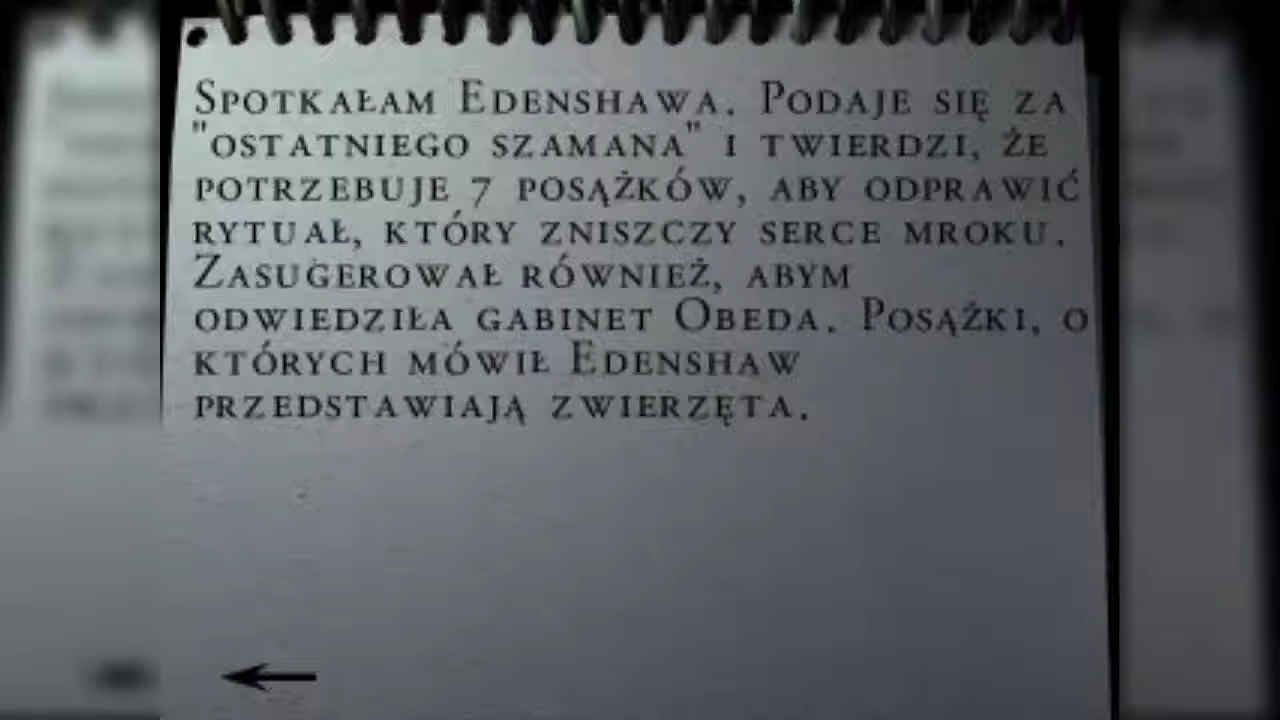 Spotkałam Edenshawa. Podaje się za
"ostatniego szamana" i twierdzi, że
potrzebuje 7 posążków, aby odprawić
rytuał, który zniszczy serce mroku.
Zasugerował również, abym
odwiedziła gabinet Obeda. Posążki, o
których mówił Edenshaw
przedstawiają zwierzęta.